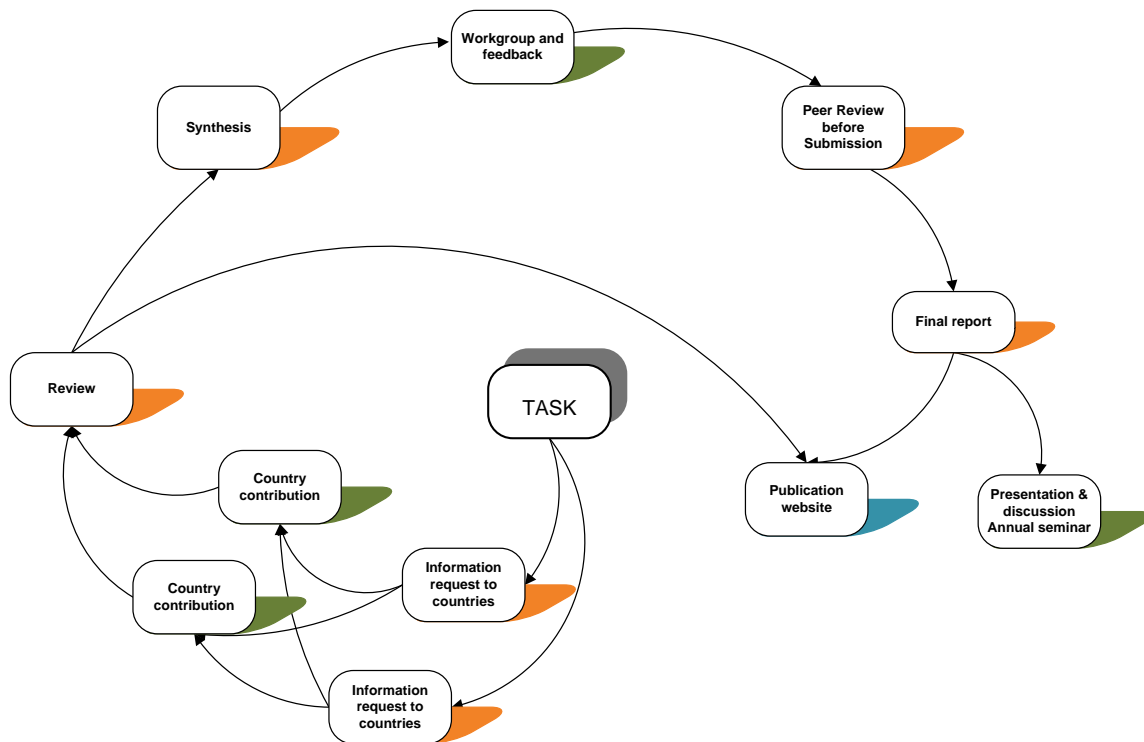 Workgroup and
feedback
Synthesis
Peer Review
before
Submission
Final report
Review
TASK
Country
contribution
Publication
website
Presentation &
discussion
Annual seminar
Information
request to
countries
Country
contribution
Information
request to
countries